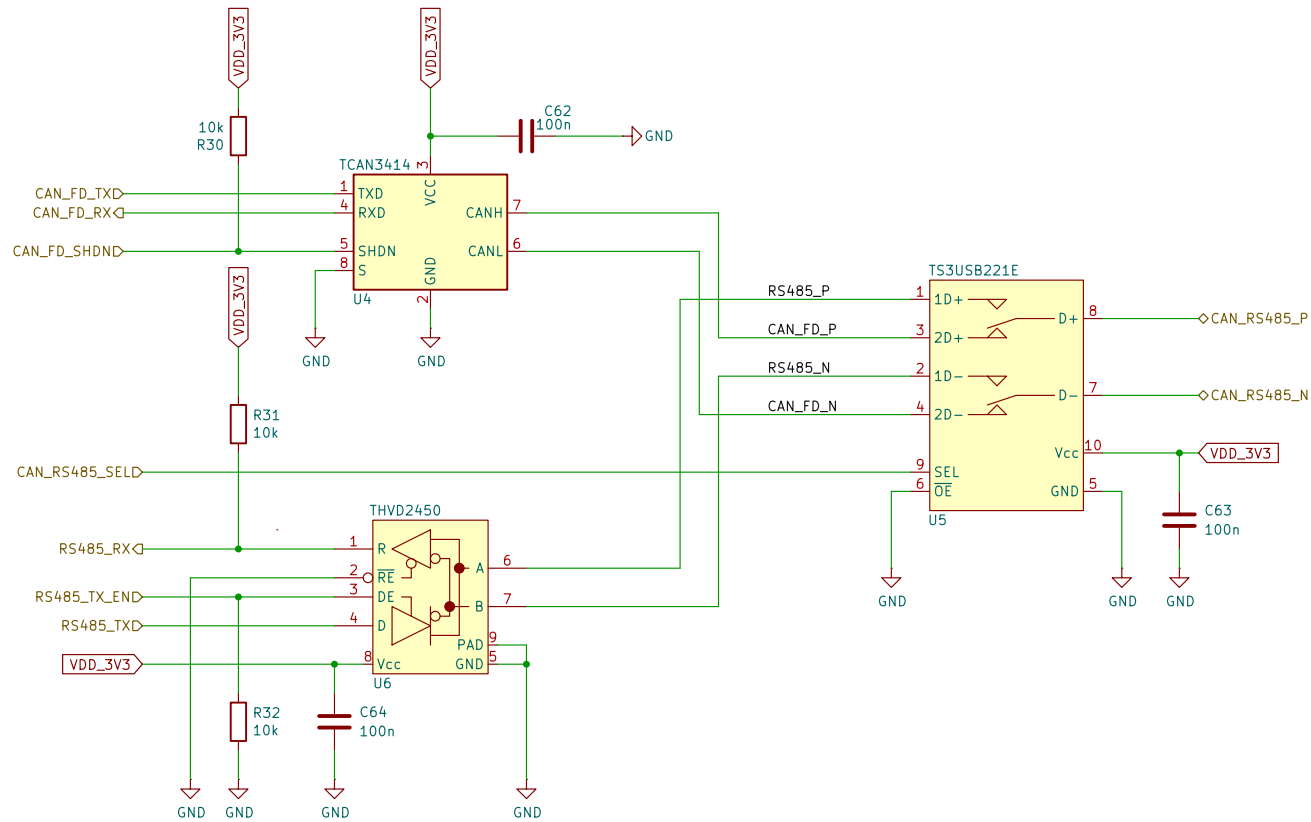 VDD_3V3
VDD_3V3
10k
R30
C62
100n
GND
TCAN3414
CAN_FD_TX
1
TXD
3
VCC
CAN_FD_RX
4
RXD
CANH
7
CAN_FD_SHDN
5
SHDN
CANL
6
8
S
GND
2
U4
VDD_3V3
GND
GND
TS3USB221E
RS485_P
1
1D+
D+
8
CAN_RS485_P
CAN_FD_P
3
2D+
RS485_N
2
1D-
D-
7
CAN_RS485_N
CAN_FD_N
4
2D-
R31
10k
Vcc
10
VDD_3V3
CAN_RS485_SEL
9
SEL
6
OE
GND
5
U5
C63
100n
GND
GND
GND
THVD2450
RS485_RX
1
R
A
6
2
RE
RS485_TX_EN
3
DE
B
7
RS485_TX
4
D
PAD
9
VDD_3V3
8
Vcc
GND
5
U6
R32
10k
C64
100n
GND
GND
GND
GND